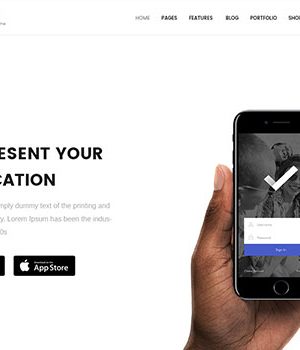 HOME PAGES FEATURES BLOG PORTFOLIO SHO
ESENT YOUR
CATION
mply dummy text of the printing and
y. Lorem Ipsum has been the indus-
0s
App Store
Username
Password
Sign In